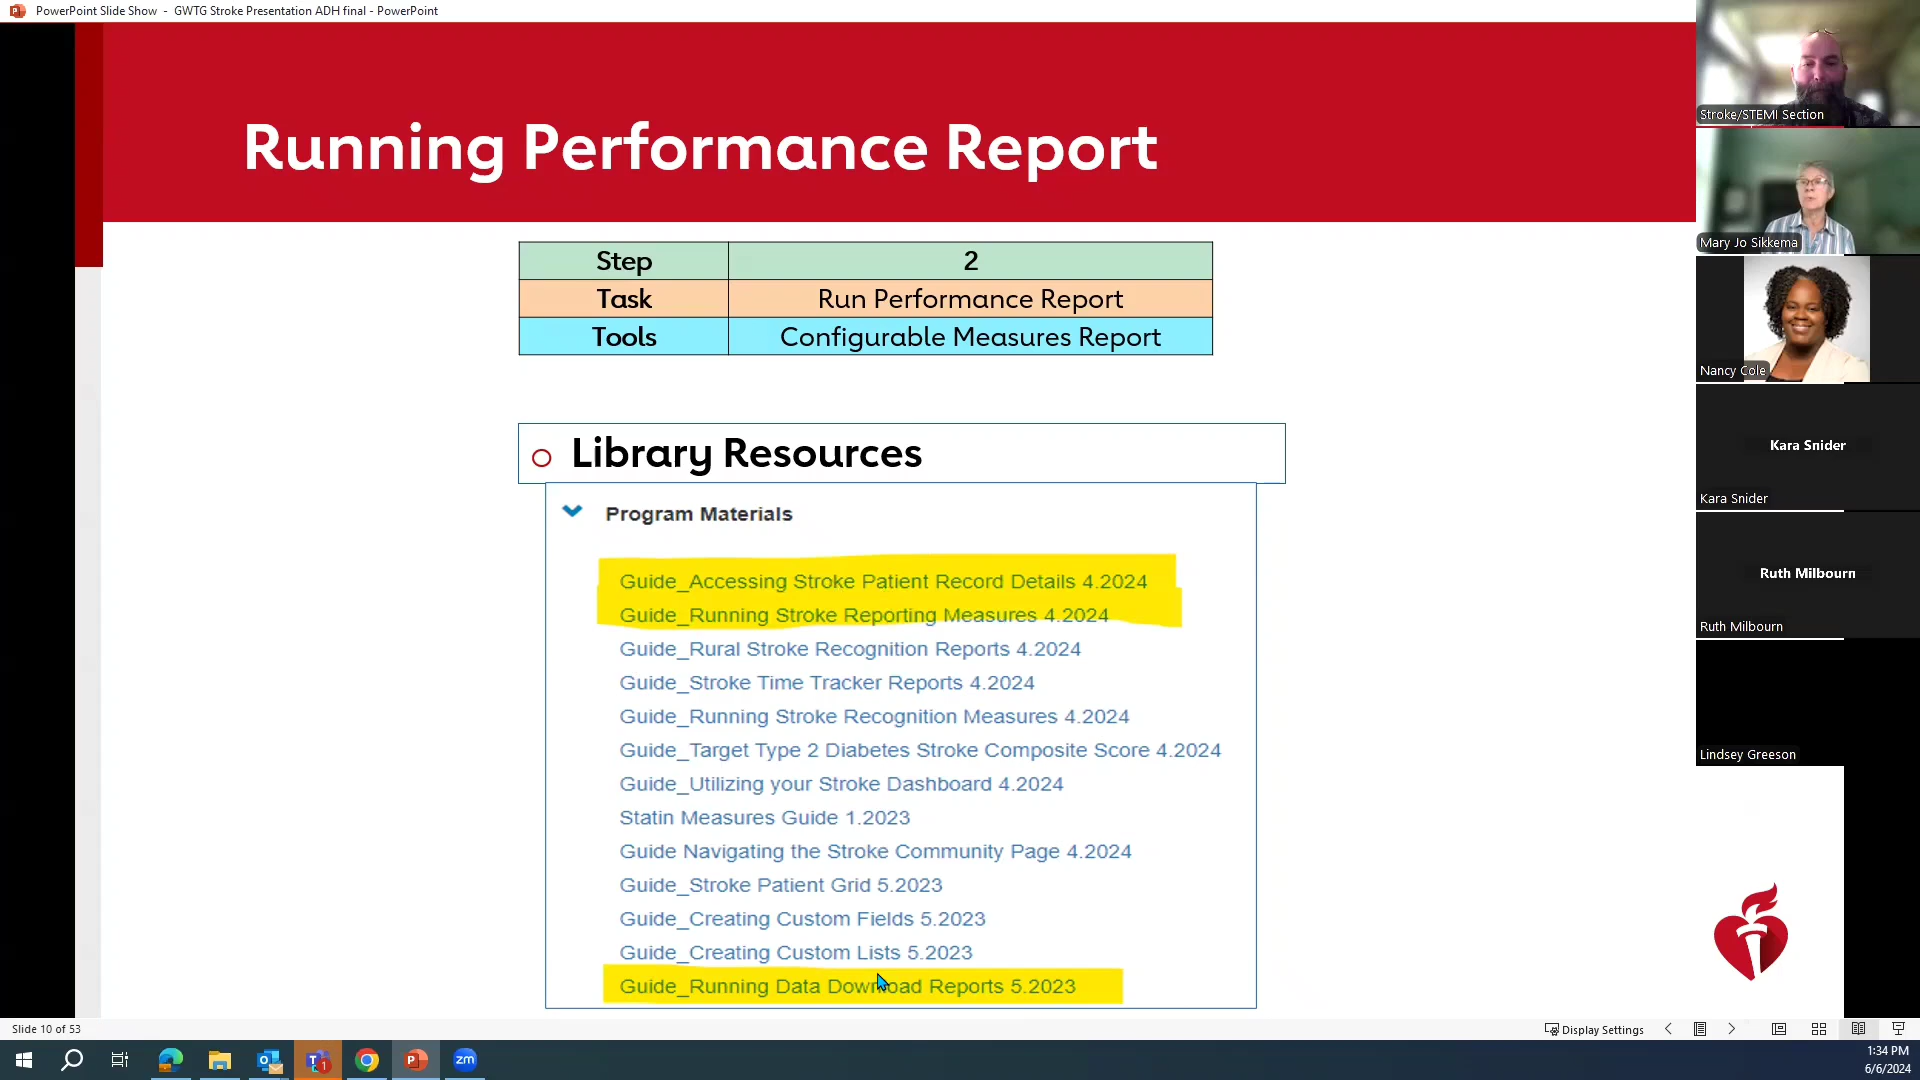 PowerPoint Slide Show - GWTG Stroke Presentation ADH final - PowerPoint
Running Performance Report
Step 2
Task Run Performance Report
Tools Configurable Measures Report
Library Resources
Program Materials
Guide_Accessing Stroke Patient Record Details 4.2024
Guide_Running Stroke Reporting Measures 4.2024
Guide_Rural Stroke Recognition Reports 4.2024
Guide_Stroke Time Tracker Reports 4.2024
Guide_Running Stroke Recognition Measures 4.2024
Guide_Target Type 2 Diabetes Stroke Composite Score 4.2024
Guide_Utilizing your Stroke Dashboard 4.2024
Statin Measures Guide 1.2023
Guide Navigating the Stroke Community Page 4.2024
Guide_Stroke Patient Grid 5.2023
Guide_Creating Custom Fields 5.2023
Guide_Creating Custom Lists 5.2023
Guide_Running Data Download Reports 5.2023
Stroke/STEMI Section
Mary Jo Sikkema
Nancy Cole
Kara Snider
Kara Snider
Ruth Milbourn
Ruth Milbourn
Lindsey Greeson
Slide 10 of 53
Display Settings
zm
1
1:34 PM
6/6/2024